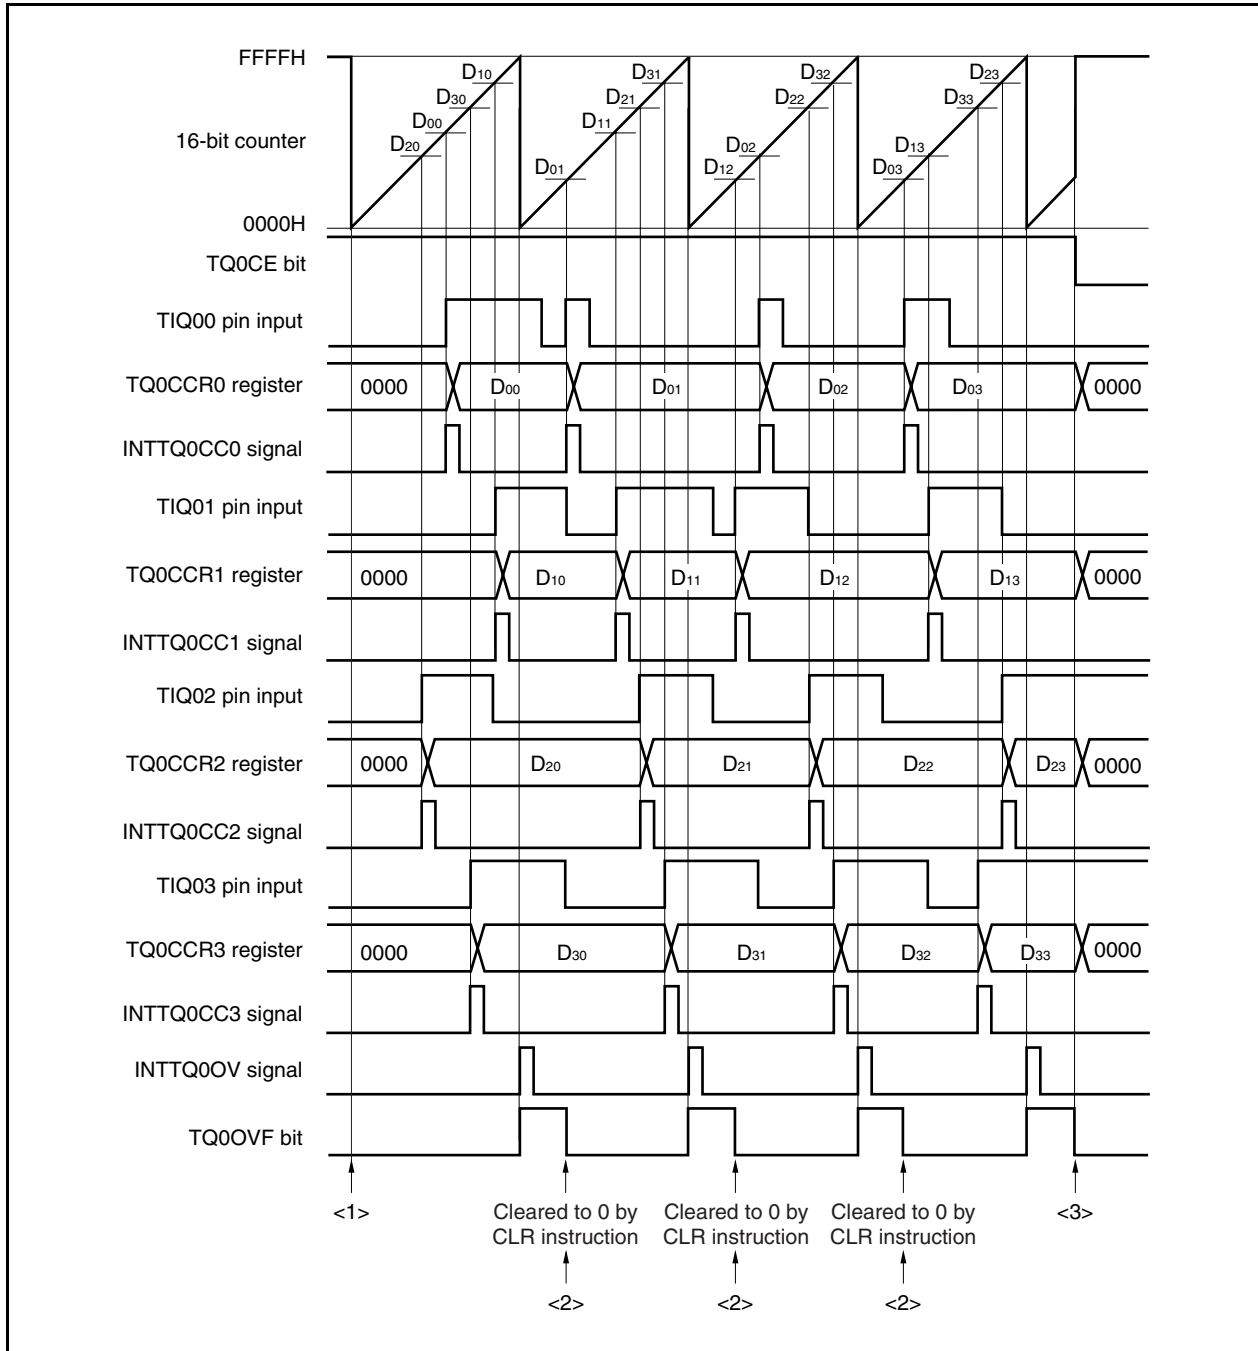 FFFFH
D10
D31
D32
D23
D30
D21
D22
D33
D00
D11
16-bit counter
D20
D02
D13
D01
D12
D03
0000H
TQ0CE bit
TIQ00 pin input
TQ0CCR0 register 0000 D00 D01 D02 D03 0000
INTTQ0CC0 signal
TIQ01 pin input
TQ0CCR1 register 0000 D10 D11 D12 D13 0000
INTTQ0CC1 signal
TIQ02 pin input
TQ0CCR2 register 0000 D20 D21 D22 D23 0000
INTTQ0CC2 signal
TIQ03 pin input
TQ0CCR3 register 0000 D30 D31 D32 D33 0000
INTTQ0CC3 signal
INTTQ0OV signal
TQ0OVF bit
<1>
Cleared to 0 by
CLR instruction
Cleared to 0 by
CLR instruction
Cleared to 0 by
CLR instruction
<3>
<2>
<2>
<2>